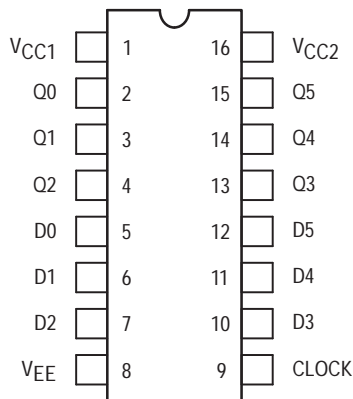 VCC1 1 16 VCC2
Q0 2 15 Q5
Q1 3 14 Q4
Q2 4 13 Q3
D0 5 12 D5
D1 6 11 D4
D2 7 10 D3
VEE 8 9 CLOCK